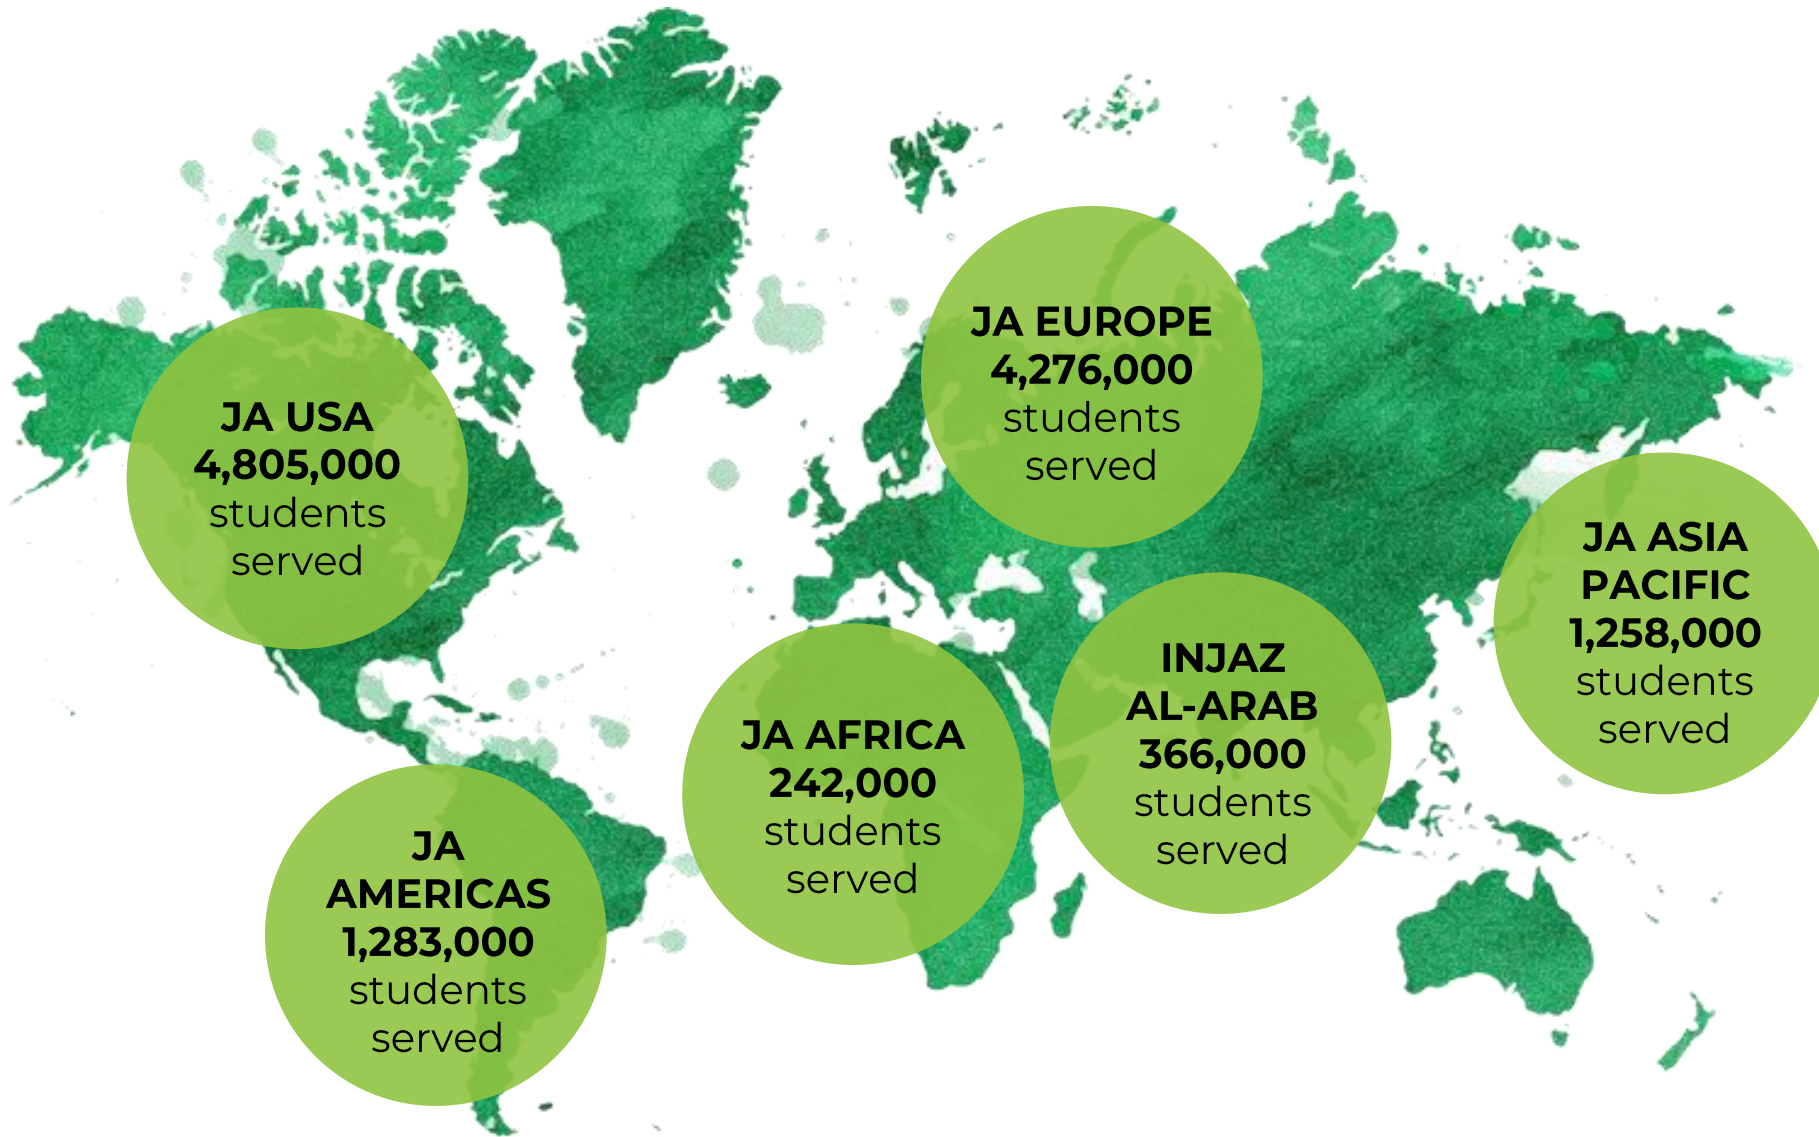 JA USA
4,805,000
students
served
JA EUROPE
4,276,000
students
served
JA ASIA
PACIFIC
1,258,000
students
served
INJAZ
AL-ARAB
366,000
students
served
JA AFRICA
242,000
students
served
JA
AMERICAS
1,283,000
students
served